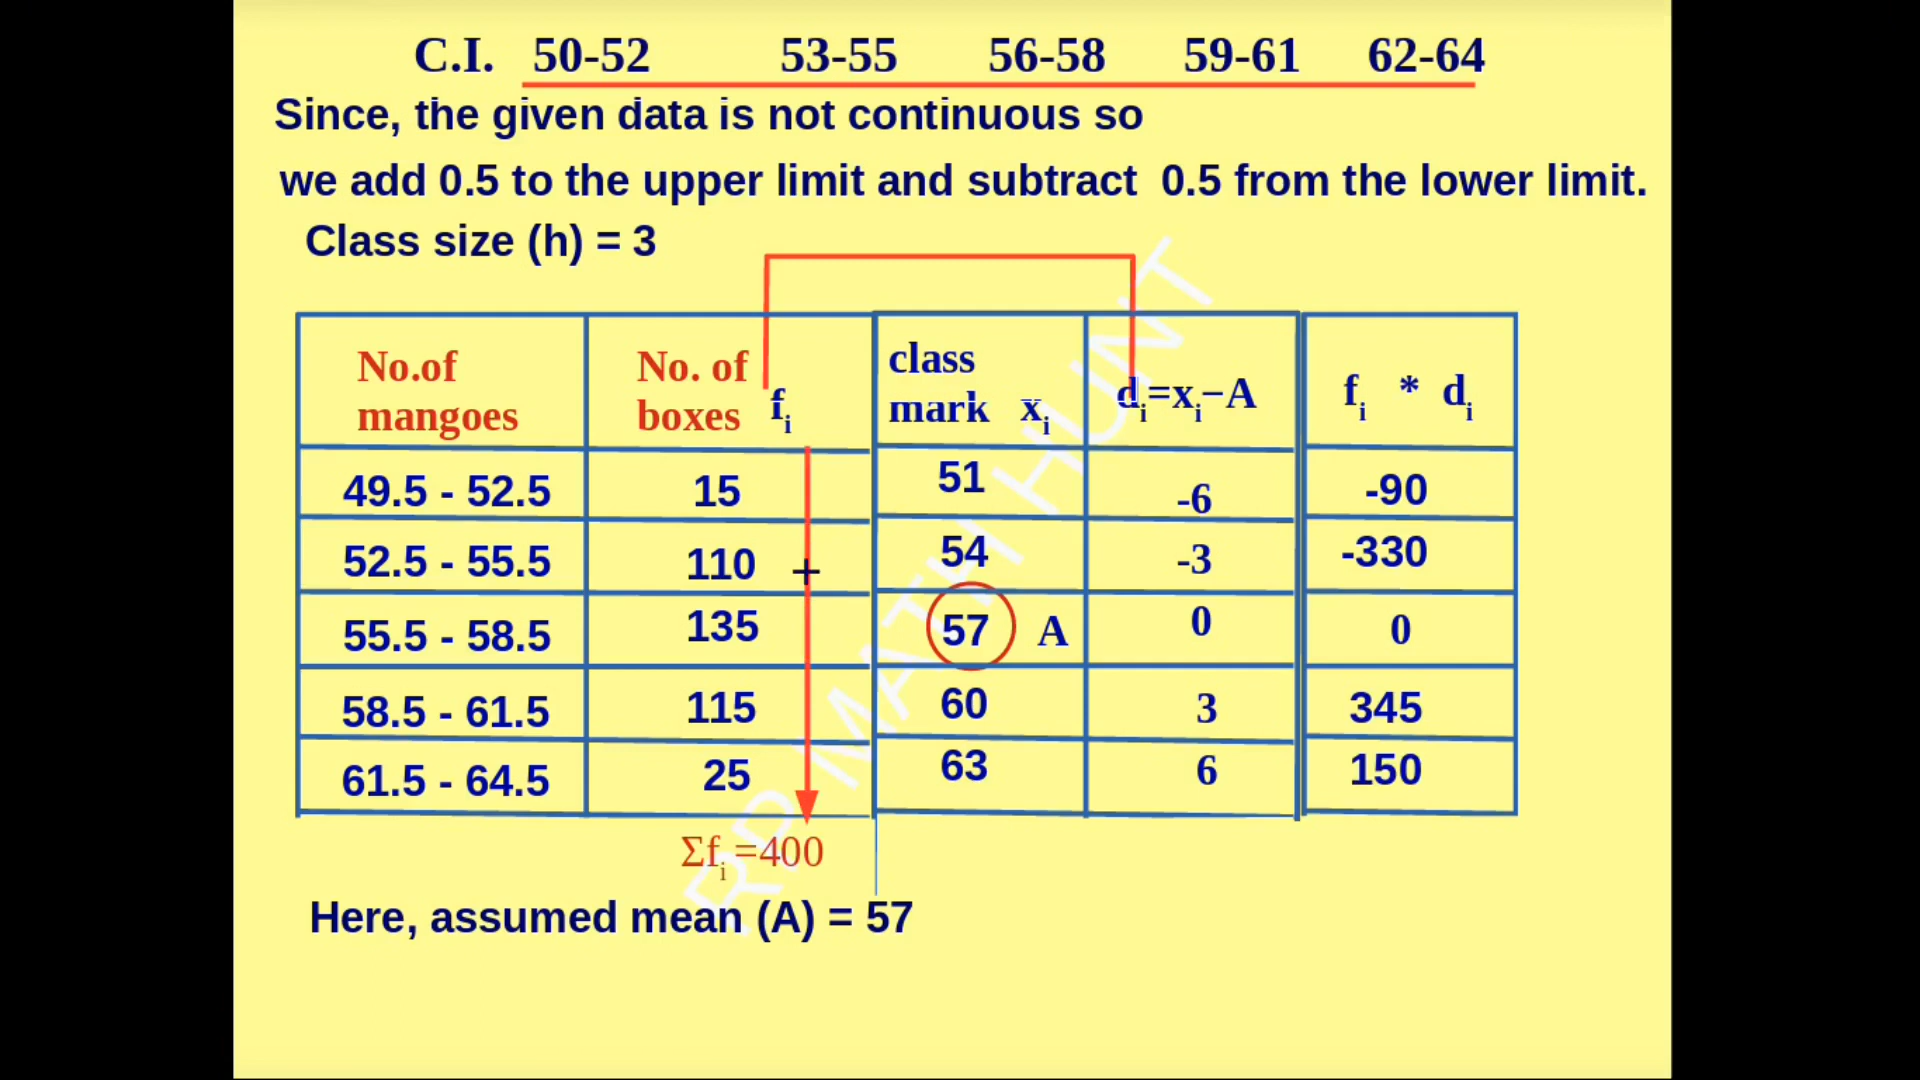 C.I. 50-52 53-55 56-58 59-61 62-64
Since, the given data is not continuous so
we add 0.5 to the upper limit and subtract 0.5 from the lower limit.
Class size (h) = 3
No.of mangoes No. of boxes fi class mark xi di=xi−A fi * di
49.5 - 52.5 15 51 -6 -90
52.5 - 55.5 110 + 54 -3 -330
55.5 - 58.5 135 57 A 0 0
58.5 - 61.5 115 60 3 345
61.5 - 64.5 25 63 6 150
Σfi =400
Here, assumed mean (A) = 57
RP MATH HUNT